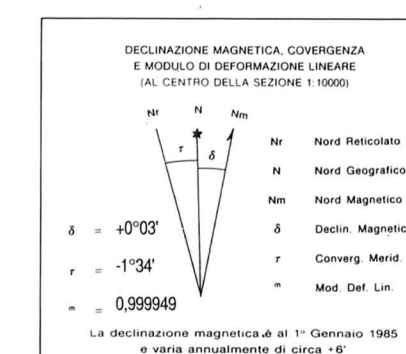 DECLINAZIONE MAGNETICA, COVERGENZA
E MODULO DI DEFORMAZIONE LINEARE
(AL CENTRO DELLA SEZIONE 1:10000)
Nr N Nm
τ δ
Nr Nord Reticolato
N Nord Geografico
Nm Nord Magnetico
δ Declin. Magnetic
τ Converg. Merid.
m Mod. Def. Lin.
δ = +0°03'
τ = -1°34'
m = 0,999949
La declinazione magnetica è al 1° Gennaio 1985
e varia annualmente di circa +6'